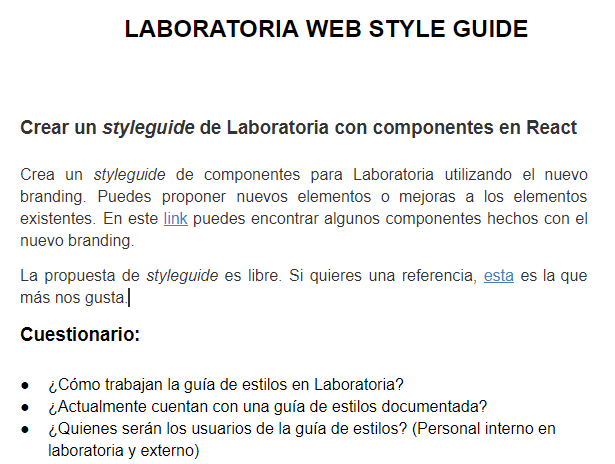 LABORATORIA WEB STYLE GUIDE
Crear un styleguide de Laboratoria con componentes en React
Crea un styleguide de componentes para Laboratoria utilizando el nuevo
branding. Puedes proponer nuevos elementos o mejoras a los elementos
existentes. En este link puedes encontrar algunos componentes hechos con el
nuevo branding.
La propuesta de styleguide es libre. Si quieres una referencia, esta es la que
más nos gusta.
Cuestionario:
● ¿Cómo trabajan la guía de estilos en Laboratoria?
● ¿Actualmente cuentan con una guía de estilos documentada?
● ¿Quienes serán los usuarios de la guía de estilos? (Personal interno en
laboratoria y externo)